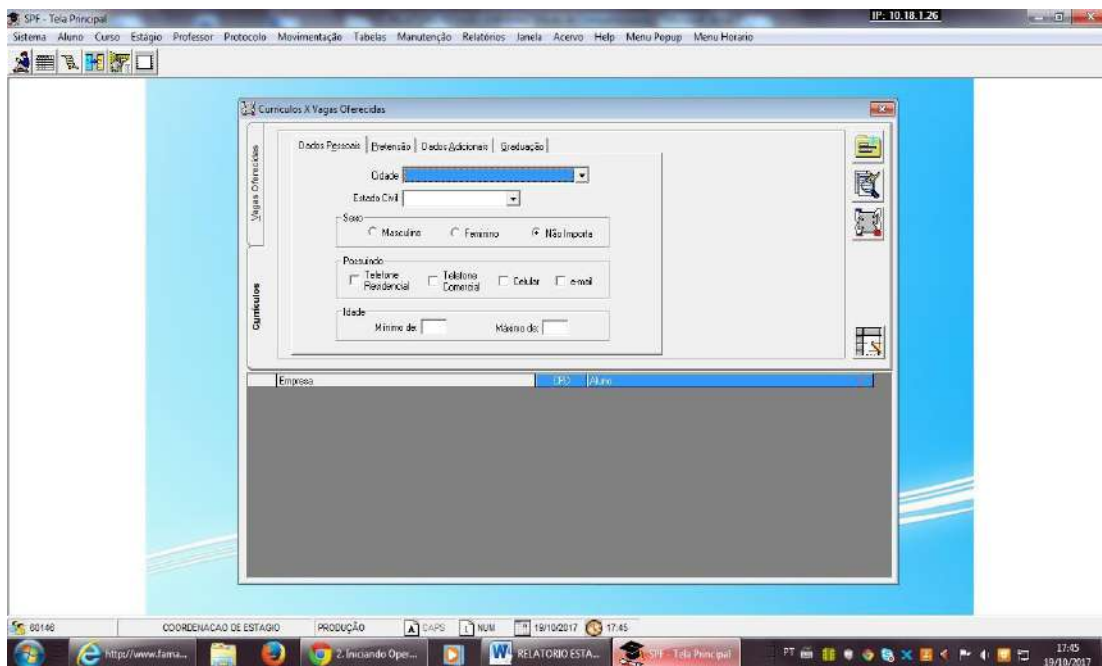 SPF - Tela Principal
IP: 10.18.1.26
Sistema Aluno Curso Estágio Professor Protocolo Movimentação Tabelas Manutenção Relatórios Janela Acervo Help Menu Popup Menu Horario
Curriculos X Vagas Oferecidas
Vagas Oferecidas
Currículos
Dados Pessoais Pretensão Dados Adicionais Graduação
Cidade
Estado Civil
Sexo
Masculino Feminino Não Importa
Possuindo
Telefone Residencial Telefone Comercial Celular e-mail
Idade
Mínimo de: Máximo de:
Empresa Aluno
60146 COORDENACAO DE ESTAGIO PRODUÇÃO CAPS NUM 19/10/2017 17:45
http://www.fama... 2. Iniciando Oper... RELATORIO ESTA... SPF - Tela Principal PT 17:45
19/10/2017